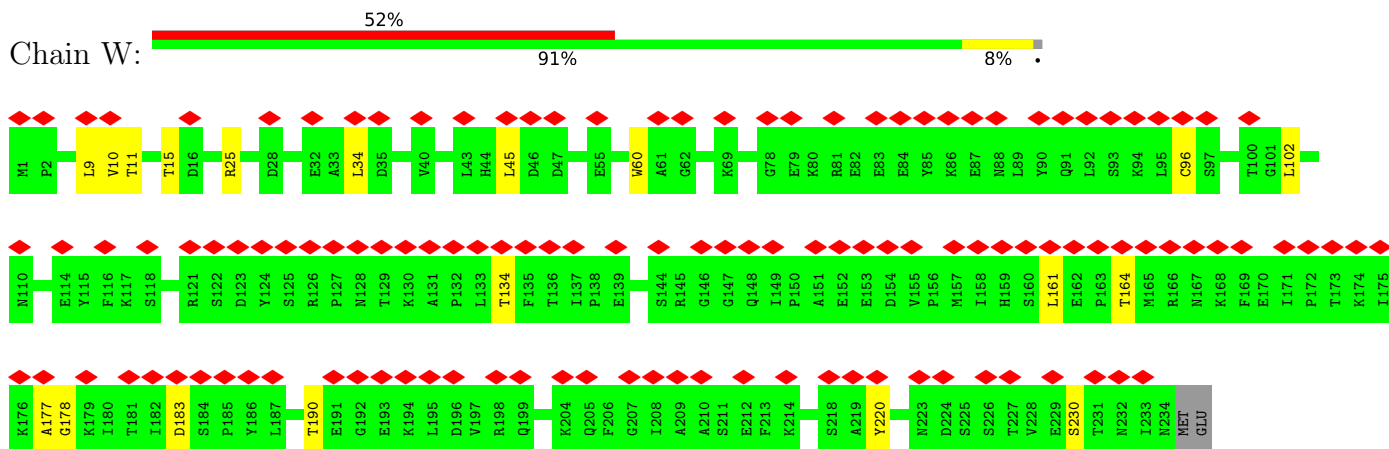 52%
Chain W:
91% 8% •
M1 P2 L9 V10 T11 T15 D16 R25 D28 E32 A33 L34 D35 V40 L43 H44 L45 D46 D47 E55 W60 A61 G62 K69 G78 E79 K80 R81 E82 E83 E84 Y85 K86 E87 N88 L89 Y90 Q91 L92 S93 K94 L95 C96 S97 T100 G101 L102
N110 E114 Y115 F116 K117 S118 R121 S122 D123 Y124 S125 R126 P127 N128 T129 K130 A131 P132 L133 T134 F135 T136 I137 P138 E139 S144 R145 G146 G147 Q148 I149 P150 A151 E152 E153 D154 V155 P156 M157 I158 H159 S160 L161 E162 P163 T164 M165 R166 N167 K168 F169 E170 I171 P172 T173 K174 I175
K176 A177 G178 K179 I180 T181 I182 D183 S184 P185 Y186 L187 T190 E191 G192 E193 K194 L195 D196 V197 R198 Q199 K204 Q205 F206 G207 I208 A209 A210 S211 E212 F213 K214 S218 A219 Y220 N223 D224 S225 S226 T227 V228 E229 S230 T231 N232 I233 N234 MET GLU